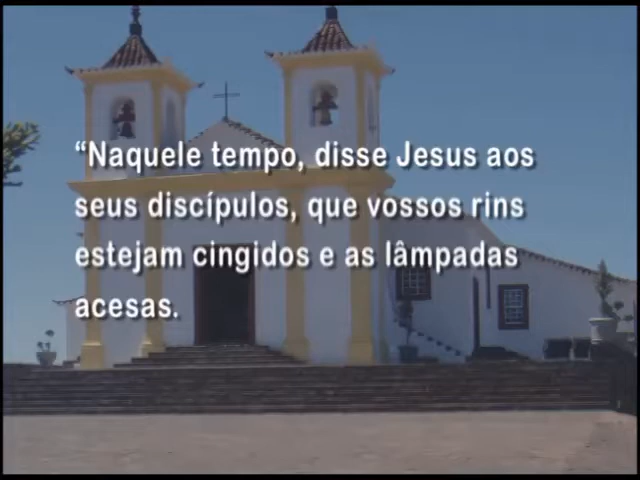 “Naquele tempo, disse Jesus aos
seus discípulos, que vossos rins
estejam cingidos e as lâmpadas
acesas.